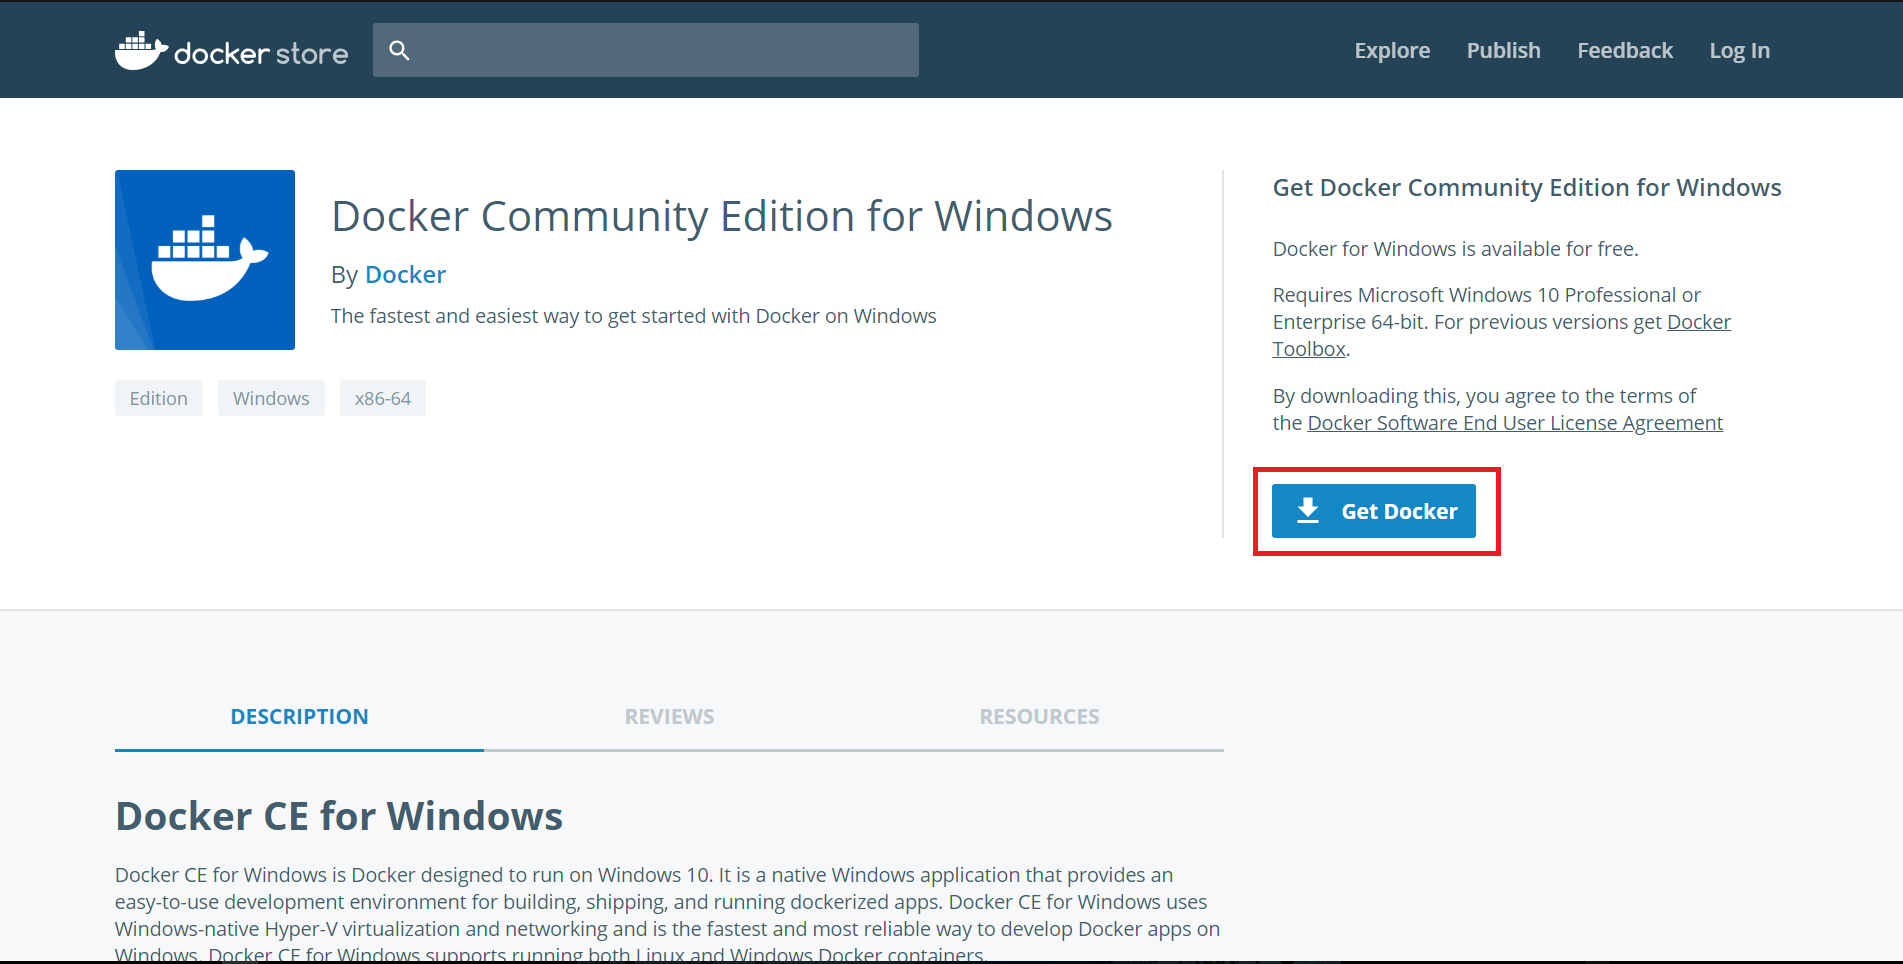 docker store
Explore
Publish
Feedback
Log In
Docker Community Edition for Windows
By Docker
The fastest and easiest way to get started with Docker on Windows
Edition
Windows
x86-64
Get Docker Community Edition for Windows
Docker for Windows is available for free.
Requires Microsoft Windows 10 Professional or
Enterprise 64-bit. For previous versions get Docker
Toolbox.
By downloading this, you agree to the terms of
the Docker Software End User License Agreement
Get Docker
DESCRIPTION
REVIEWS
RESOURCES
Docker CE for Windows
Docker CE for Windows is Docker designed to run on Windows 10. It is a native Windows application that provides an
easy-to-use development environment for building, shipping, and running dockerized apps. Docker CE for Windows uses
Windows-native Hyper-V virtualization and networking and is the fastest and most reliable way to develop Docker apps on
Windows. Docker CE for Windows supports running both Linux and Windows Docker containers.